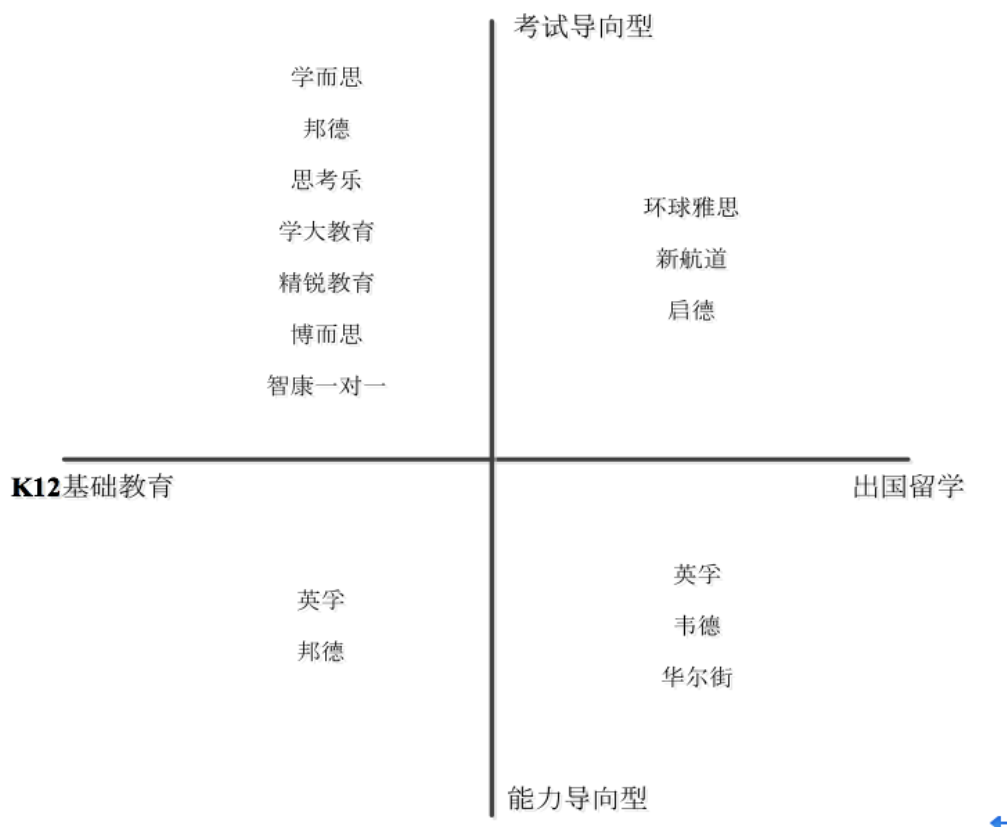 考试导向型
学而思
邦德
思考乐
学大教育
精锐教育
博而思
智康一对一
环球雅思
新航道
启德
K12基础教育
出国留学
英孚
邦德
英孚
韦德
华尔街
能力导向型